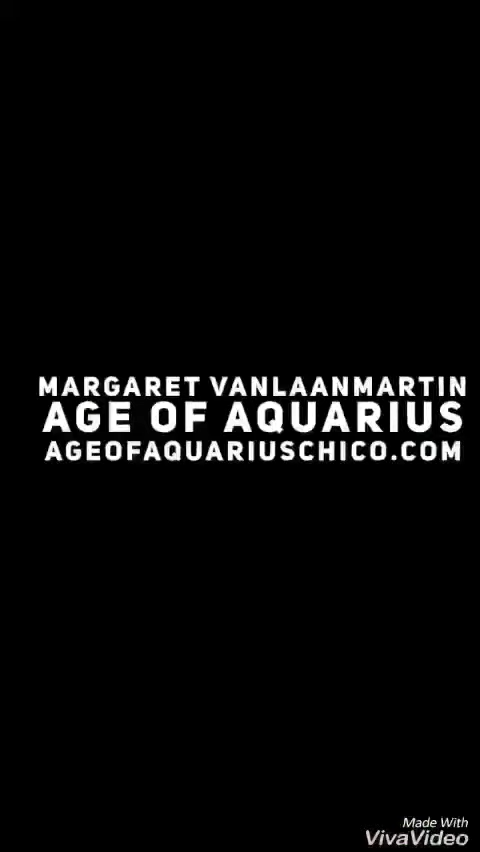 MARGARET VANLAANMARTIN
AGE OF AQUARIUS
AGEOFAQUARIUSCHICO.COM
Made With
VivaVideo